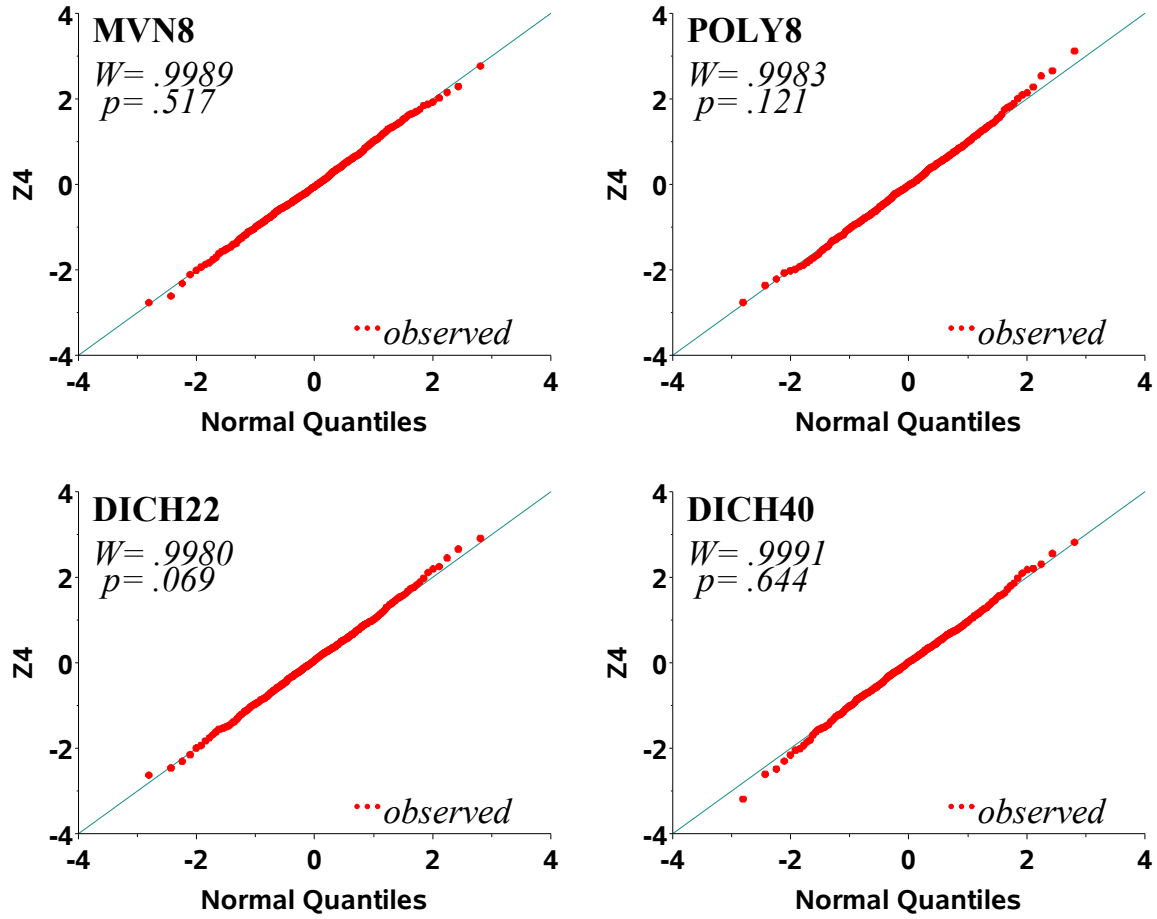 MVN8
W= .9989
p= .517
4
2
0
-2
-4
Z4
-4 -2 0 2 4
Normal Quantiles
observed
POLY8
W= .9983
p= .121
4
2
0
-2
-4
Z4
-4 -2 0 2 4
Normal Quantiles
observed
DICH22
W= .9980
p= .069
4
2
0
-2
-4
Z4
-4 -2 0 2 4
Normal Quantiles
observed
DICH40
W= .9991
p= .644
4
2
0
-2
-4
Z4
-4 -2 0 2 4
Normal Quantiles
observed